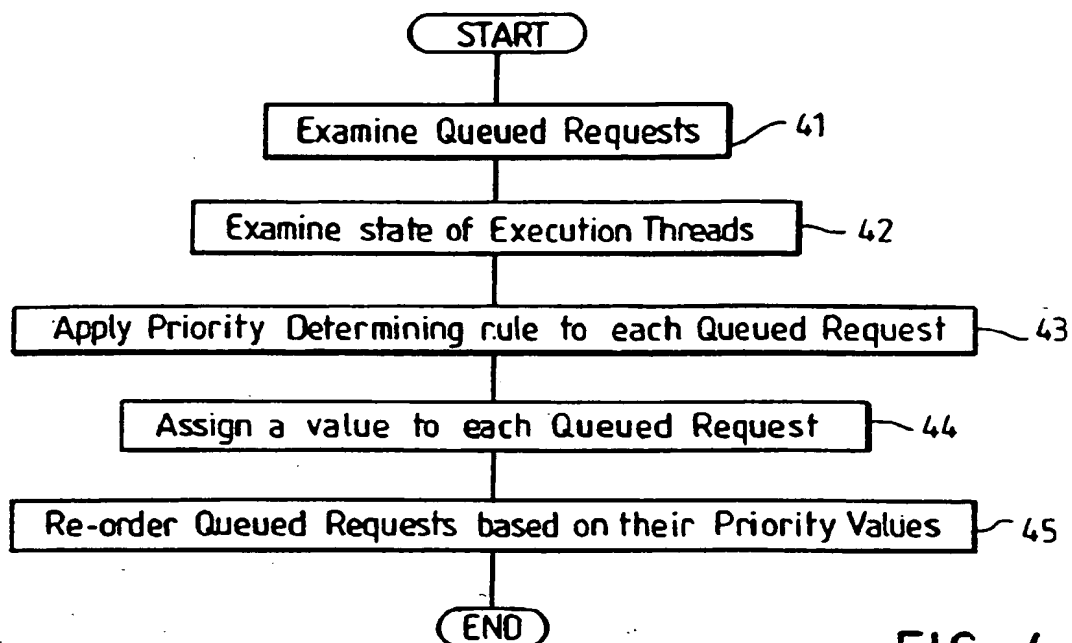 START
Examine Queued Requests
41
Examine state of Execution Threads
42
Apply Priority Determining rule to each Queued Request
43
Assign a value to each Queued Request
44
Re-order Queued Requests based on their Priority Values
45
END
FIG.